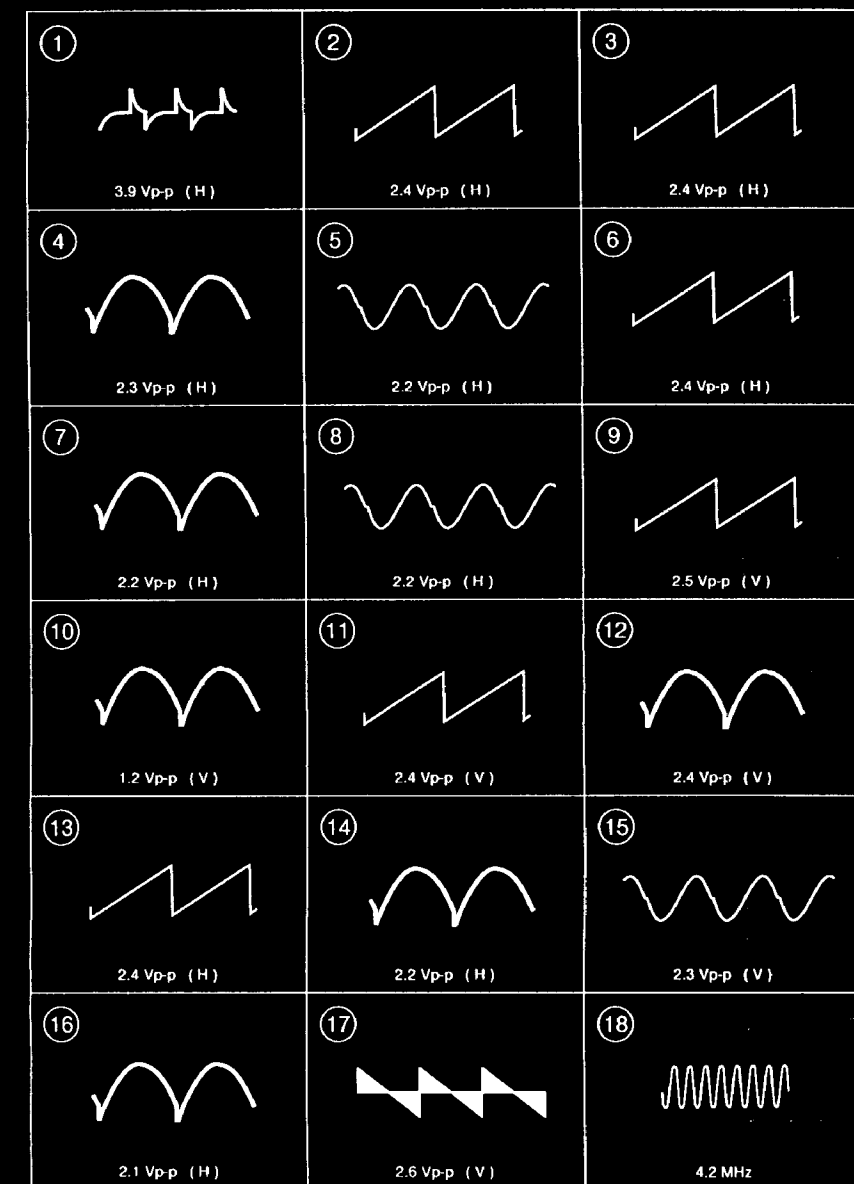 1 2 3
3.9 Vp-p (H) 2.4 Vp-p (H) 2.4 Vp-p (H)
4 5 6
2.3 Vp-p (H) 2.2 Vp-p (H) 2.4 Vp-p (H)
7 8 9
2.2 Vp-p (H) 2.2 Vp-p (H) 2.5 Vp-p (V)
10 11 12
1.2 Vp-p (V) 2.4 Vp-p (V) 2.4 Vp-p (V)
13 14 15
2.4 Vp-p (H) 2.2 Vp-p (H) 2.3 Vp-p (V)
16 17 18
2.1 Vp-p (H) 2.6 Vp-p (V) 4.2 MHz